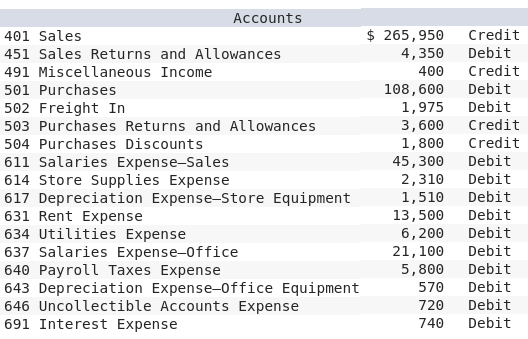 Accounts
401 Sales $ 265,950 Credit
451 Sales Returns and Allowances 4,350 Debit
491 Miscellaneous Income 400 Credit
501 Purchases 108,600 Debit
502 Freight In 1,975 Debit
503 Purchases Returns and Allowances 3,600 Credit
504 Purchases Discounts 1,800 Credit
611 Salaries Expense–Sales 45,300 Debit
614 Store Supplies Expense 2,310 Debit
617 Depreciation Expense–Store Equipment 1,510 Debit
631 Rent Expense 13,500 Debit
634 Utilities Expense 6,200 Debit
637 Salaries Expense–Office 21,100 Debit
640 Payroll Taxes Expense 5,800 Debit
643 Depreciation Expense–Office Equipment 570 Debit
646 Uncollectible Accounts Expense 720 Debit
691 Interest Expense 740 Debit